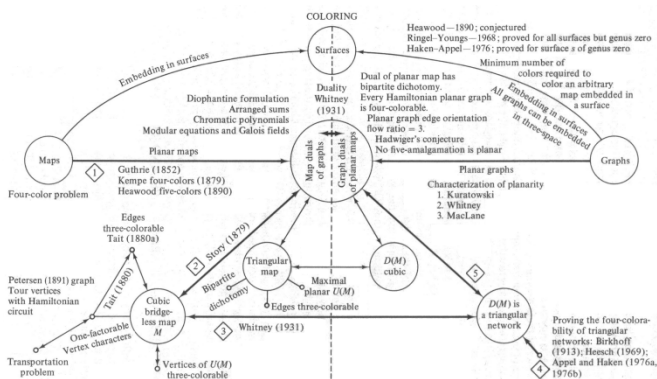 COLORING
Heawood—1890; conjectured
Ringel-Youngs—1968; proved for all surfaces but genus zero
Haken-Appel—1976; proved for surface s of genus zero
Surfaces
Embedding in surfaces
Minimum number of
colors required to
color an arbitrary
map embedded in
a surface
Embedding in surfaces
All graphs can be embedded
in three-space
Duality
Whitney
(1931)
Dual of planar map has
bipartite dichotomy.
Every Hamiltonian planar graph
is four-colorable.
Planar graph edge orientation
flow ratio = 3.
Hadwiger's conjecture
No five-amalgamation is planar
Diophantine formulation
Arranged sums
Chromatic polynomials
Modular equations and Galois fields
Maps
Four-color problem
Planar maps
1
Guthrie (1852)
Kempe four-colors (1879)
Heawood five-colors (1890)
Map duals
of graphs
Graph duals
of planar maps
Graphs
Planar graphs
Characterization of planarity
1. Kuratowski
2. Whitney
3. MacLane
Edges
three-colorable
Tait (1880a)
2
Story (1879)
Triangular
map
D(M)
cubic
5
Bipartite
dichotomy
Maximal
planar U(M)
Edges three-colorable
Petersen (1891) graph
Tour vertices
with Hamiltonian
circuit
Tait (1880)
Cubic
bridge-
less map
M
One-factorable
Vertex characters
3
Whitney (1931)
D(M) is
a triangular
network
Transportation
problem
Vertices of U(M)
three-colorable
Proving the four-colora-
bility of triangular
networks: Birkhoff
(1913); Heesch (1969);
Appel and Haken (1976a,
1976b)
4